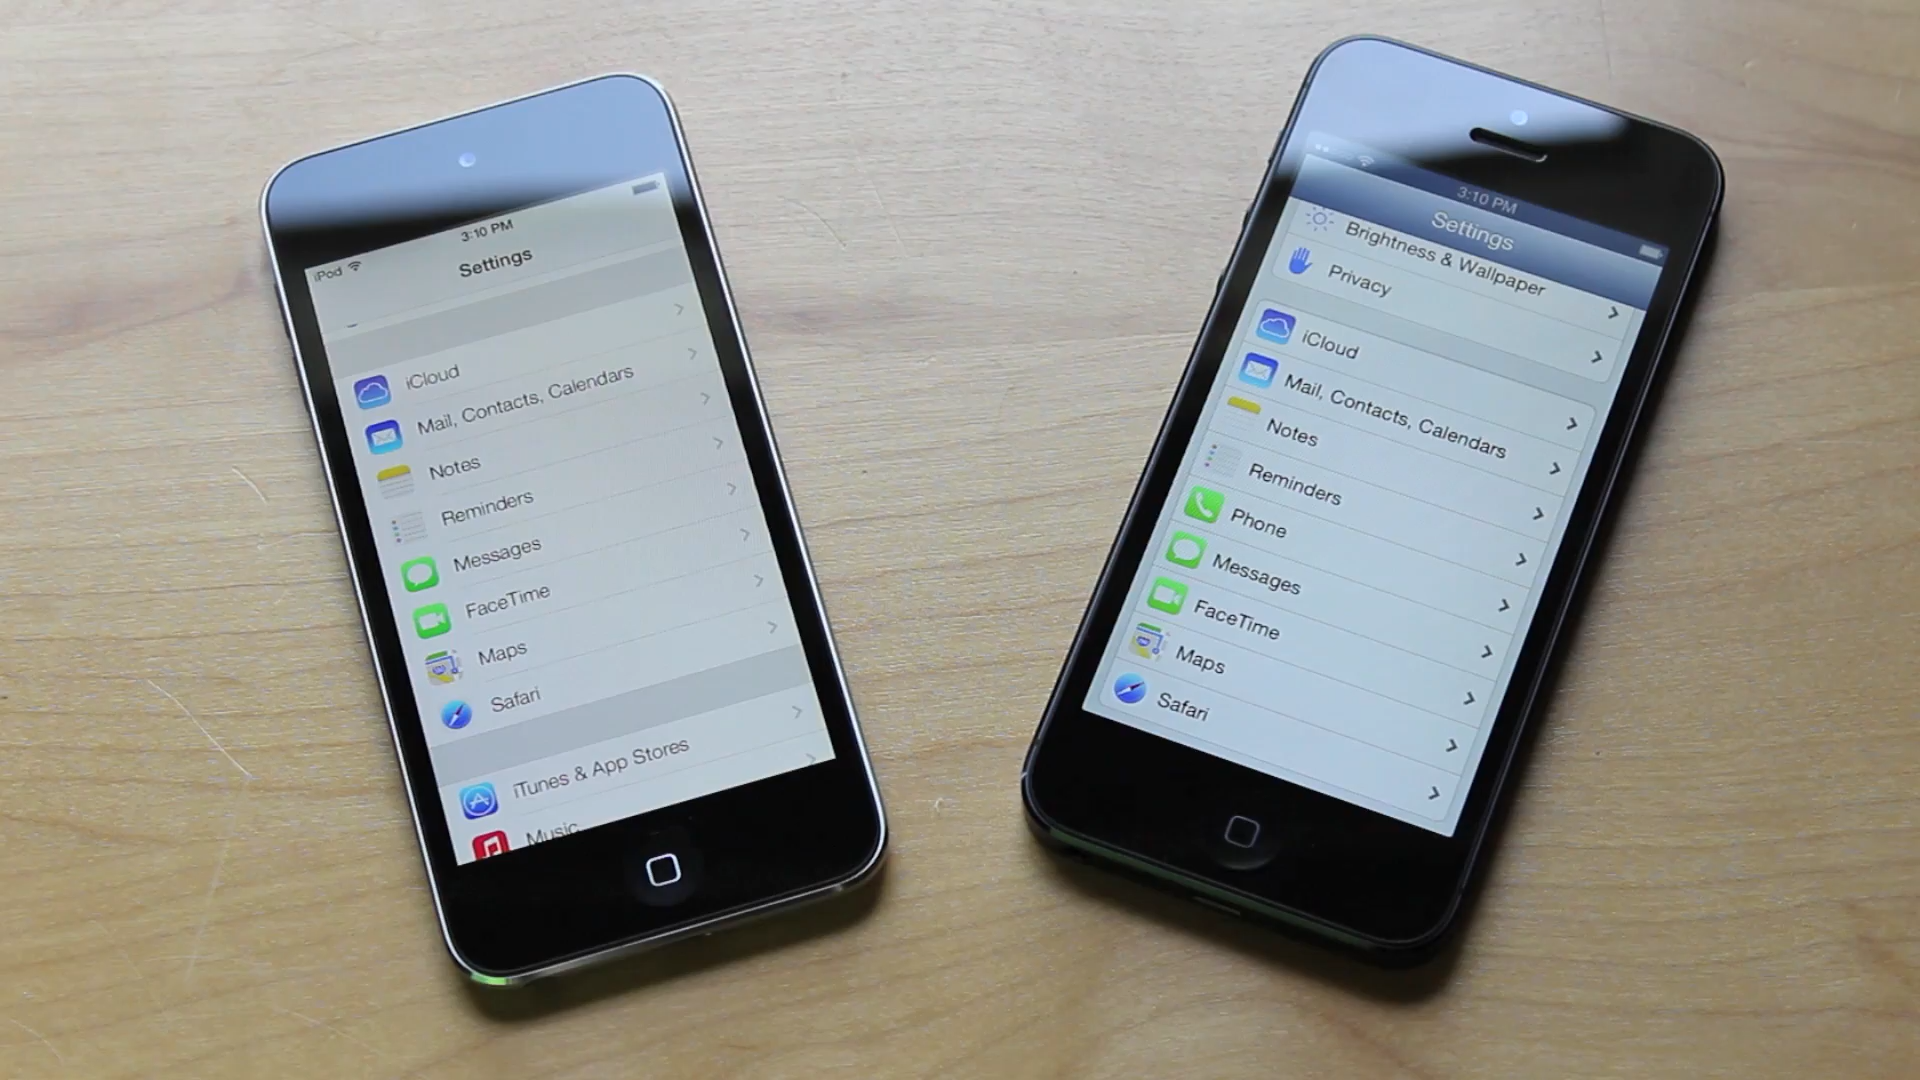 iPod
3:10 PM
Settings
iCloud
Mail, Contacts, Calendars
Notes
Reminders
Messages
FaceTime
Maps
Safari
iTunes & App Stores
Music
3:10 PM
Settings
Brightness & Wallpaper
Privacy
iCloud
Mail, Contacts, Calendars
Notes
Reminders
Phone
Messages
FaceTime
Maps
Safari